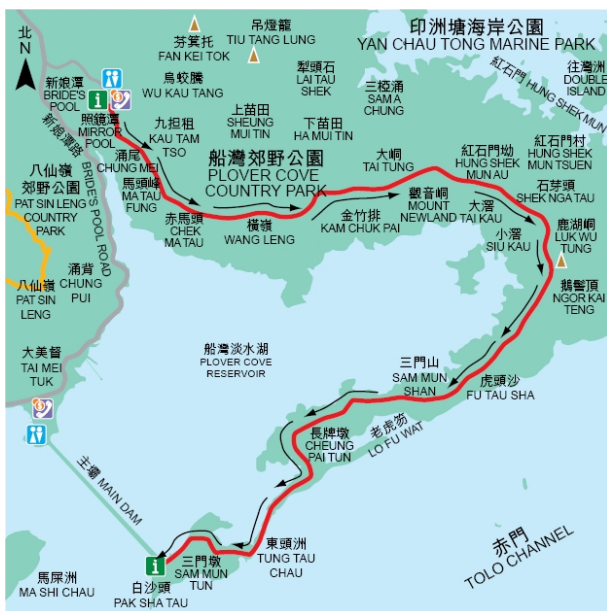 北
N
芬箕托
FAN KEI TOK
吊燈籠
TIU TANG LUNG
印洲塘海岸公園
YAN CHAU TONG MARINE PARK
新娘潭
BRIDE'S
POOL
烏蛟騰
WU KAU TANG
犁頭石
LAI TAU
SHEK
三椏涌
SAM A
CHUNG
紅石門 HUNG SHEK MUN
往灣洲
DOUBLE
ISLAND
照鏡潭
MIRROR
POOL
九担租
KAU TAM
TSO
上苗田
SHEUNG
MUI TIN
下苗田
HA MUI TIN
新娘潭路 BRIDE'S POOL ROAD
涌尾
CHUNG MEI
船灣郊野公園
PLOVER COVE
COUNTRY PARK
大峒
TAI TUNG
紅石門坳
HUNG SHEK
MUN AU
紅石門村
HUNG SHEK
MUN TSUEN
八仙嶺
郊野公園
PAT SIN LENG
COUNTRY
PARK
馬頭峰
MA TAU
FUNG
赤馬頭
CHEK
MA TAU
橫嶺
WANG LENG
金竹排
KAM CHUK PAI
觀音峒
MOUNT
NEWLAND
大滘
TAI KAU
小滘
SIU KAU
石芽頭
SHEK NGA TAU
鹿湖峒
LUK WU
TUNG
八仙嶺
PAT SIN
LENG
涌背
CHUNG
PUI
鵝髻頂
NGOR KAI
TENG
大美督
TAI MEI
TUK
船灣淡水湖
PLOVER COVE
RESERVOIR
三門山
SAM MUN
SHAN
虎頭沙
FU TAU SHA
長牌墩
CHEUNG
PAI TUN
老虎笏
LO FU WAT
主壩 MAIN DAM
東頭洲
TUNG TAU
CHAU
赤門
TOLO CHANNEL
馬屎洲
MA SHI CHAU
白沙頭
PAK SHA TAU
三門墩
SAM MUN
TUN